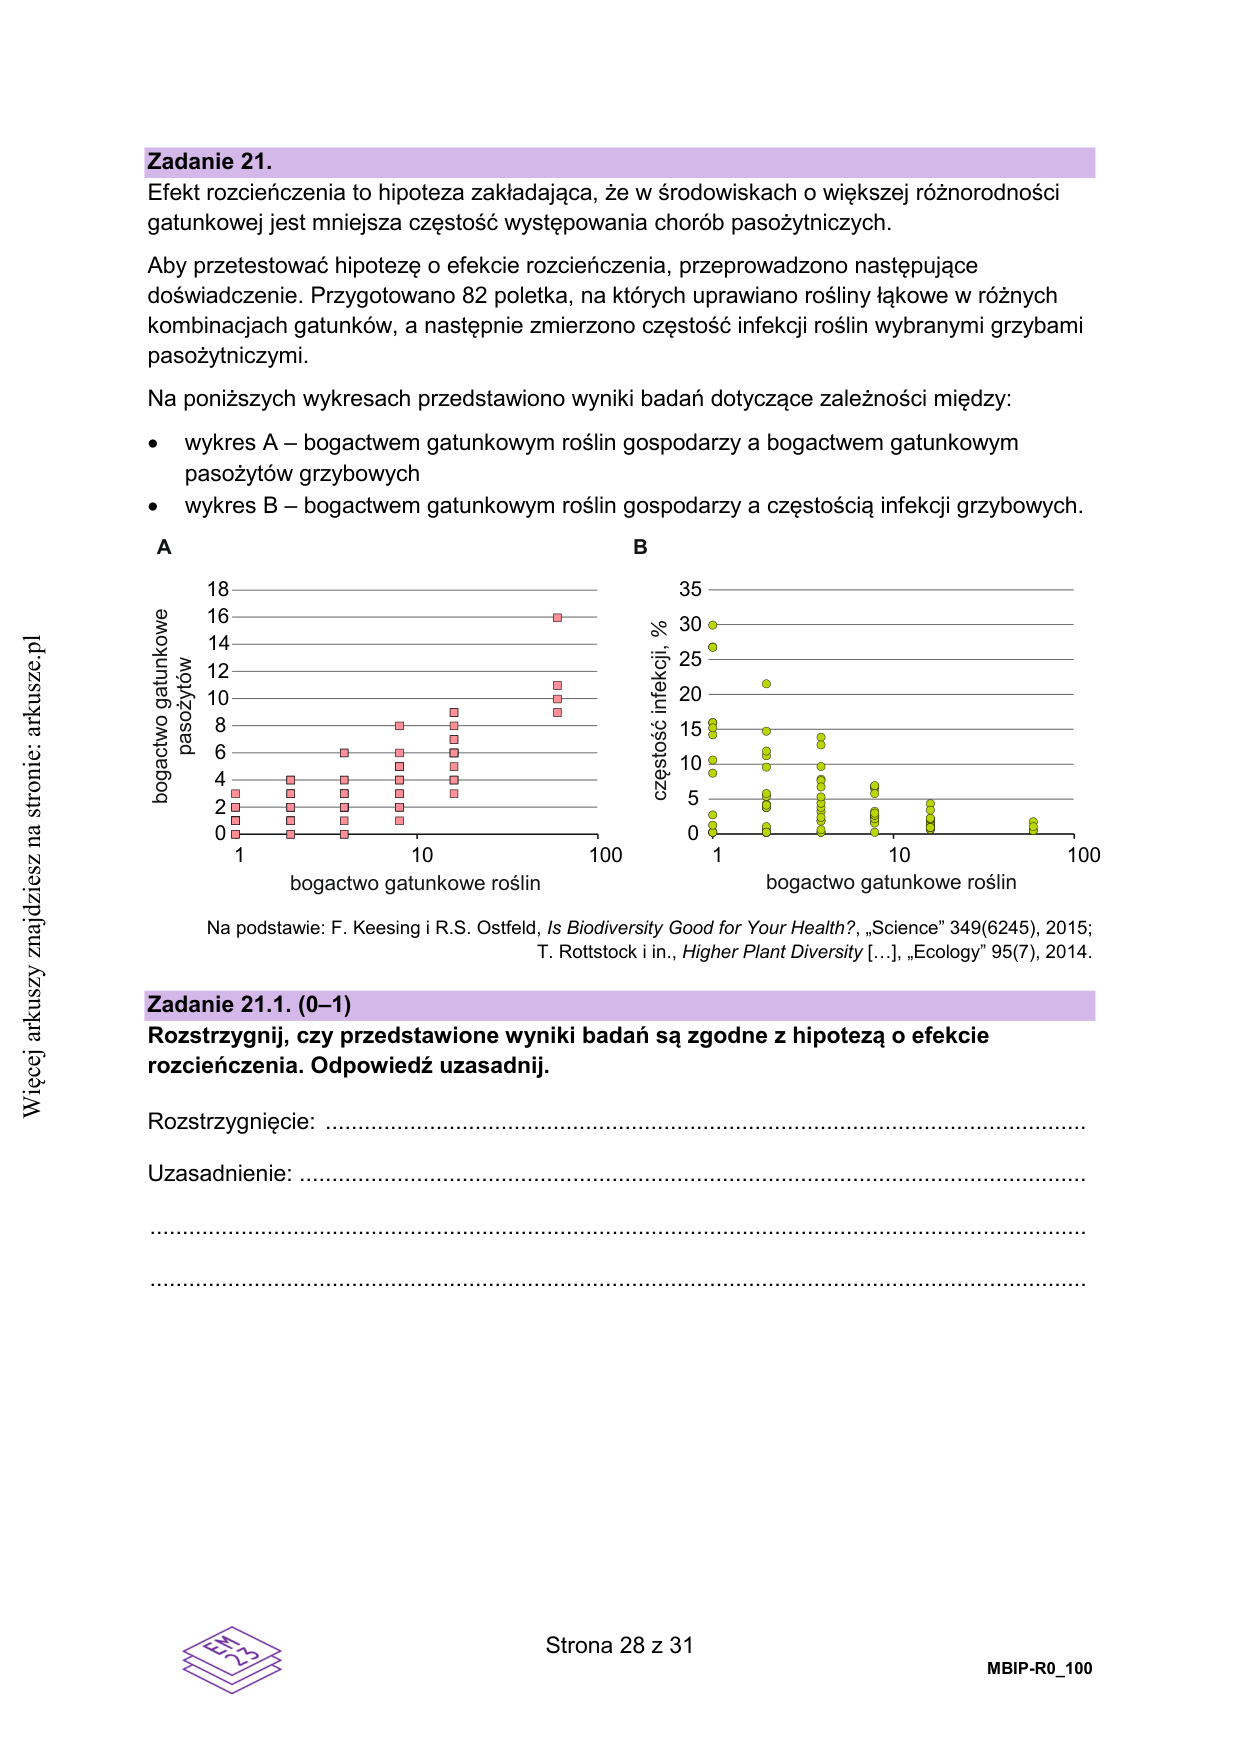 Zadanie 21.
Efekt rozcieńczenia to hipoteza zakładająca, że w środowiskach o większej różnorodności
gatunkowej jest mniejsza częstość występowania chorób pasożytniczych.
Aby przetestować hipotezę o efekcie rozcieńczenia, przeprowadzono następujące
doświadczenie. Przygotowano 82 poletka, na których uprawiano rośliny łąkowe w różnych
kombinacjach gatunków, a następnie zmierzono częstość infekcji roślin wybranymi grzybami
pasożytniczymi.
Na poniższych wykresach przedstawiono wyniki badań dotyczące zależności między:
• wykres A – bogactwem gatunkowym roślin gospodarzy a bogactwem gatunkowym
pasożytów grzybowych
• wykres B – bogactwem gatunkowym roślin gospodarzy a częstością infekcji grzybowych.
A
bogactwo gatunkowe
pasożytów
18
16
14
12
10
8
6
4
2
0
1 10 100
bogactwo gatunkowe roślin
B
częstość infekcji, %
35
30
25
20
15
10
5
0
1 10 100
bogactwo gatunkowe roślin
Na podstawie: F. Keesing i R.S. Ostfeld, Is Biodiversity Good for Your Health?, „Science” 349(6245), 2015;
T. Rottstock i in., Higher Plant Diversity […], „Ecology” 95(7), 2014.
Zadanie 21.1. (0–1)
Rozstrzygnij, czy przedstawione wyniki badań są zgodne z hipotezą o efekcie
rozcieńczenia. Odpowiedź uzasadnij.
Rozstrzygnięcie: ....................................................................................................................
Uzasadnienie: ........................................................................................................................
................................................................................................................................................
................................................................................................................................................
Więcej arkuszy znajdziesz na stronie: arkusze.pl
EM
23
Strona 28 z 31
MBIP-R0_100